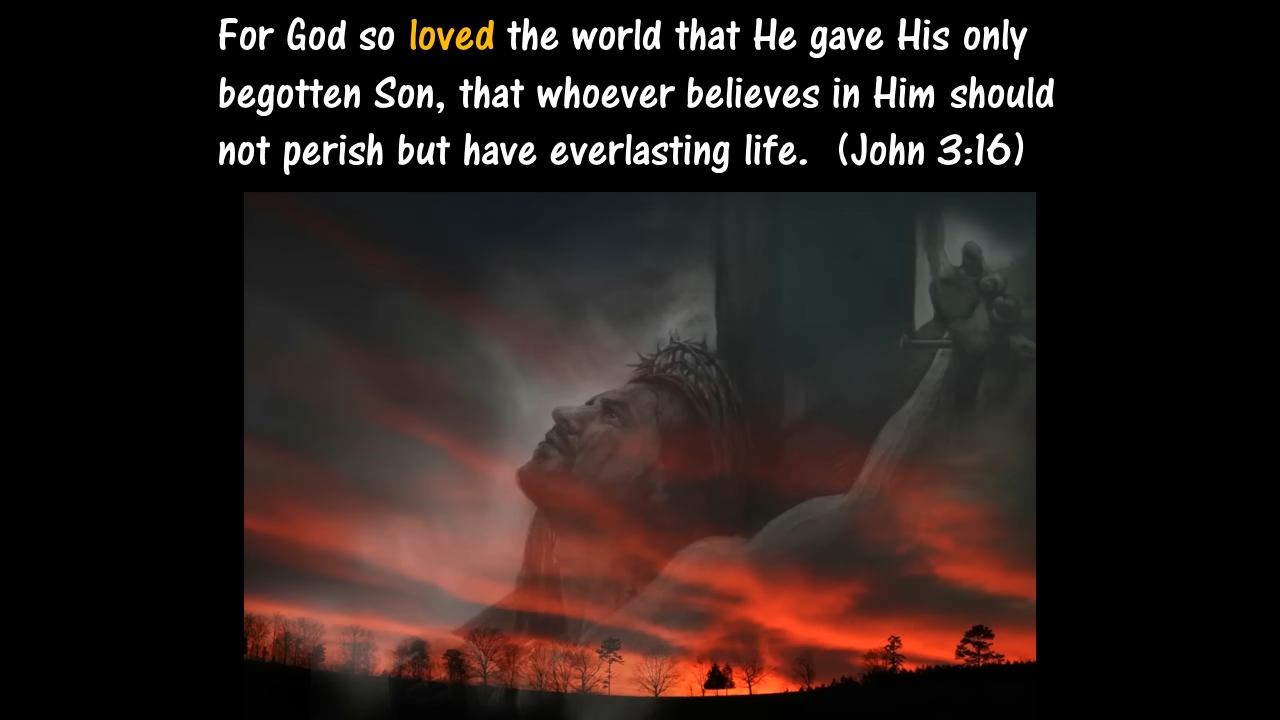 For God so loved the world that He gave His only
begotten Son, that whoever believes in Him should
not perish but have everlasting life.  (John 3:16)